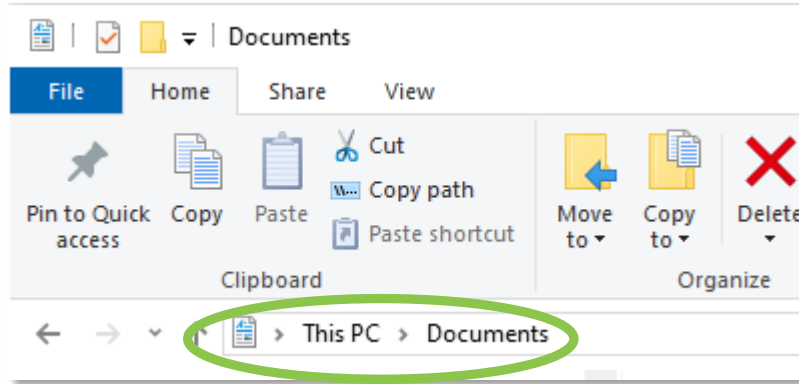 Documents
File Home Share View
Pin to Quick access
Copy
Paste
Cut
Copy path
Paste shortcut
Move to
Copy to
Delete
Clipboard
Organize
This PC > Documents